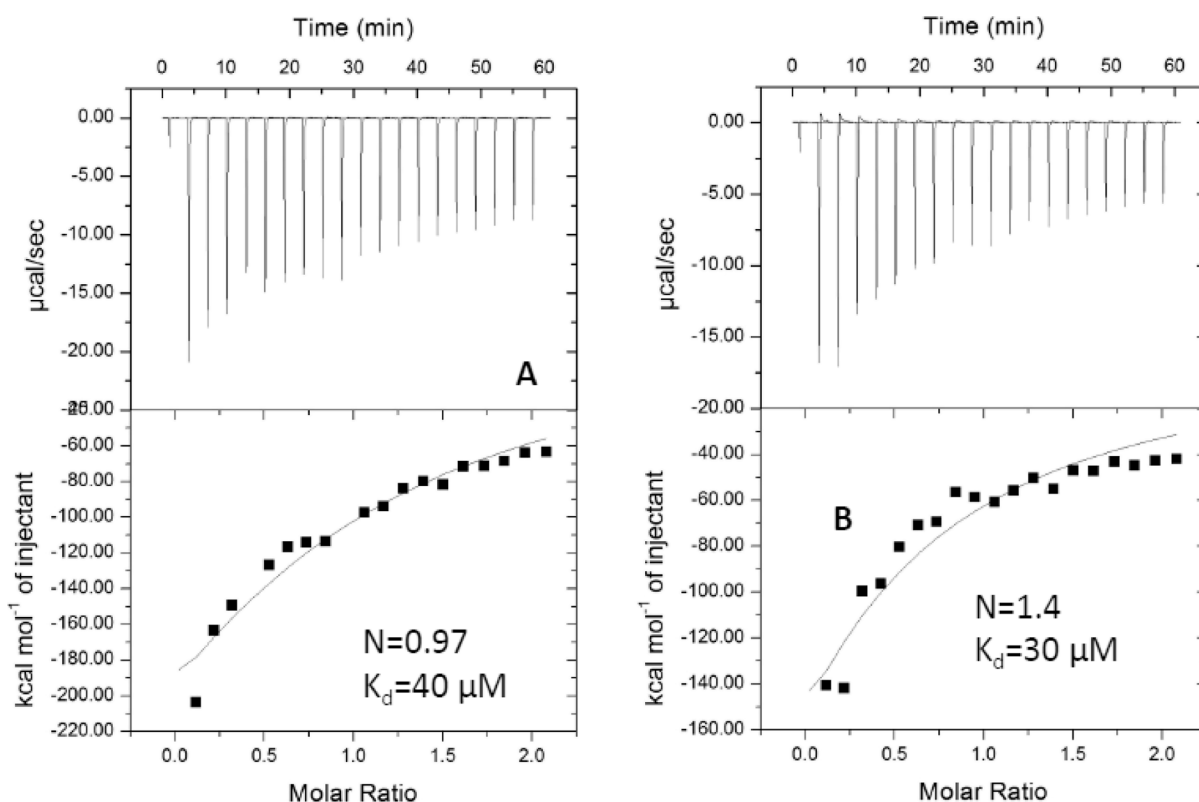 Time (min)
0 10 20 30 40 50 60
0.00
-5.00
-10.00
-15.00
-20.00
µcal/sec
A
-60.00
-80.00
-100.00
-120.00
-140.00
-160.00
-180.00
-200.00
-220.00
kcal mol⁻¹ of injectant
N=0.97
K_d=40 µM
0.0 0.5 1.0 1.5 2.0
Molar Ratio
Time (min)
0 10 20 30 40 50 60
0.00
-5.00
-10.00
-15.00
-20.00
µcal/sec
-40.00
-60.00
-80.00
-100.00
-120.00
-140.00
-160.00
kcal mol⁻¹ of injectant
B
N=1.4
K_d=30 µM
0.0 0.5 1.0 1.5 2.0
Molar Ratio